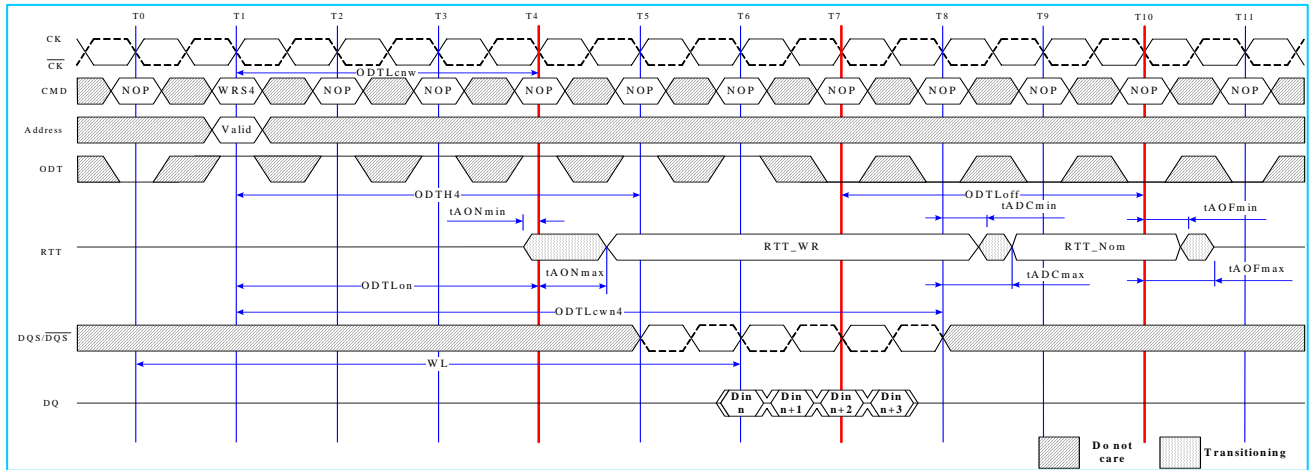 T0 T1 T2 T3 T4 T5 T6 T7 T8 T9 T10 T11
CK
CK
ODTLcnw
CMD NOP WRS4 NOP NOP NOP NOP NOP NOP NOP NOP NOP NOP
Address Valid
ODT
ODTH4 ODTLoff
tAONmin tADCmin tAOFmin
RTT RTT_WR RTT_Nom
tAONmax tADCmax tAOFmax
ODTLon
ODTLcwn4
DQS/DQS
WL
DQ Din n Din n+1 Din n+2 Din n+3
Do not care
Transitioning